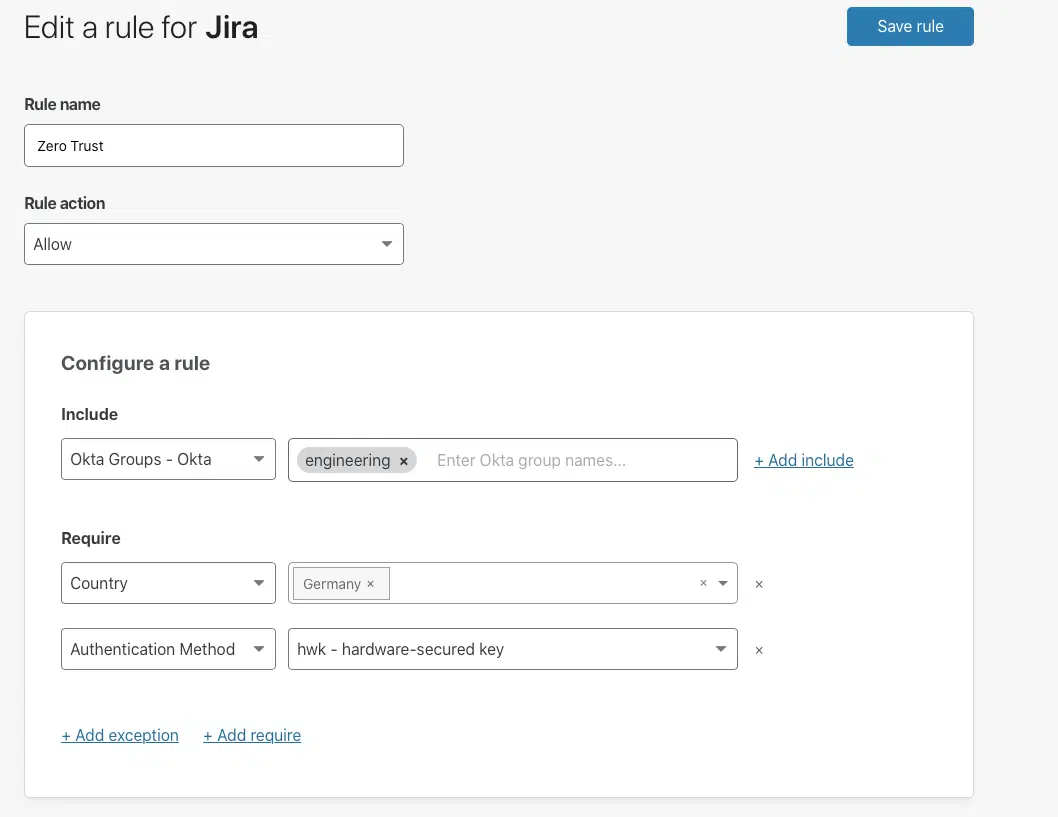 Edit a rule for Jira
Save rule
Rule name
Zero Trust
Rule action
Allow
Configure a rule
Include
Okta Groups - Okta
engineering × Enter Okta group names...
+ Add include
Require
Country
Germany ×
×
×
Authentication Method
hwk - hardware-secured key
×
+ Add exception
+ Add require